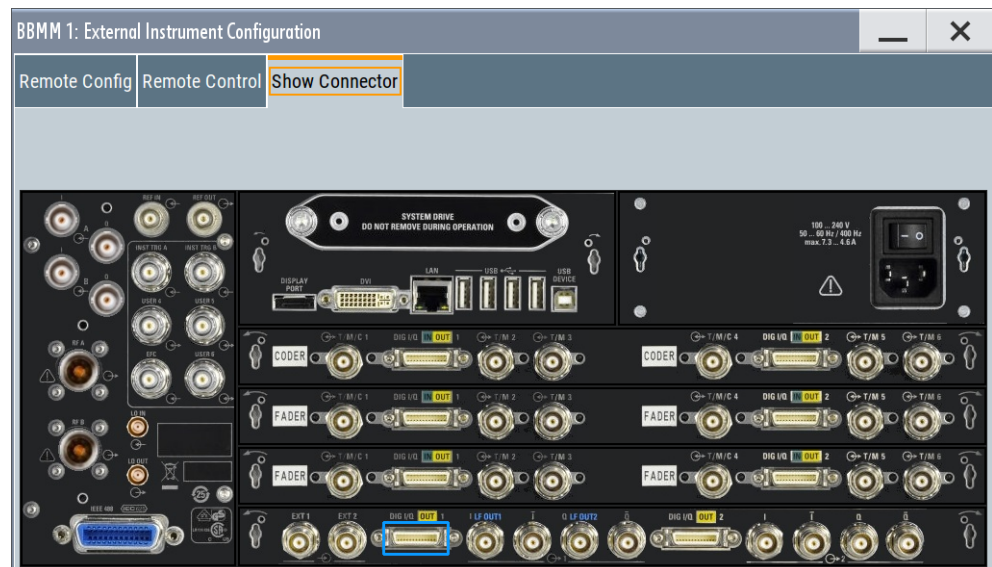 BBMM 1: External Instrument Configuration
Remote Config Remote Control Show Connector
I REF IN REF OUT
A Q
I INST TRG A INST TRG B
B Q
USER 4 USER 5
RF A EFC USER 6
RF B LO IN
LO OUT
IEEE 488
SYSTEM DRIVE
DO NOT REMOVE DURING OPERATION
DISPLAY PORT DVI LAN USB USB DEVICE
100 ... 240 V
50 ... 60 Hz / 400 Hz
max. 7.3 ... 4.6 A
T/M/C 1 DIG I/Q IN OUT 1 T/M 2 T/M 3 T/M/C 4 DIG I/Q IN OUT 2 T/M 5 T/M 6
CODER CODER
T/M/C 1 DIG I/Q IN OUT 1 T/M 2 T/M 3 T/M/C 4 DIG I/Q IN OUT 2 T/M 5 T/M 6
FADER FADER
T/M/C 1 DIG I/Q IN OUT 1 T/M 2 T/M 3 T/M/C 4 DIG I/Q IN OUT 2 T/M 5 T/M 6
FADER FADER
EXT 1 EXT 2 DIG I/Q OUT 1 I LF OUT1 Ī Q LF OUT2 Q̄ DIG I/Q OUT 2 I Ī Q Q̄
1 2